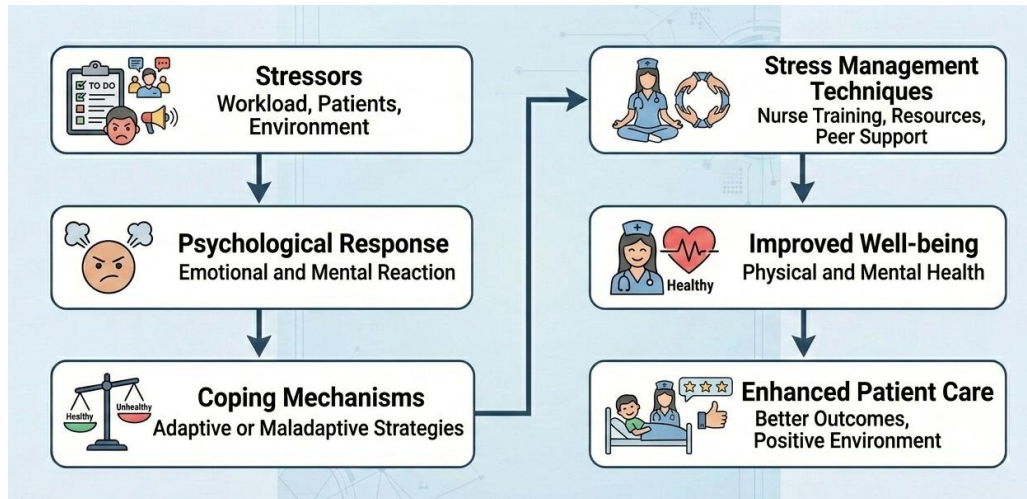 TO DO
Stressors
Workload, Patients,
Environment
Psychological Response
Emotional and Mental Reaction
Healthy
Unhealthy
Coping Mechanisms
Adaptive or Maladaptive Strategies
Stress Management
Techniques
Nurse Training, Resources,
Peer Support
Healthy
Improved Well-being
Physical and Mental Health
Enhanced Patient Care
Better Outcomes,
Positive Environment